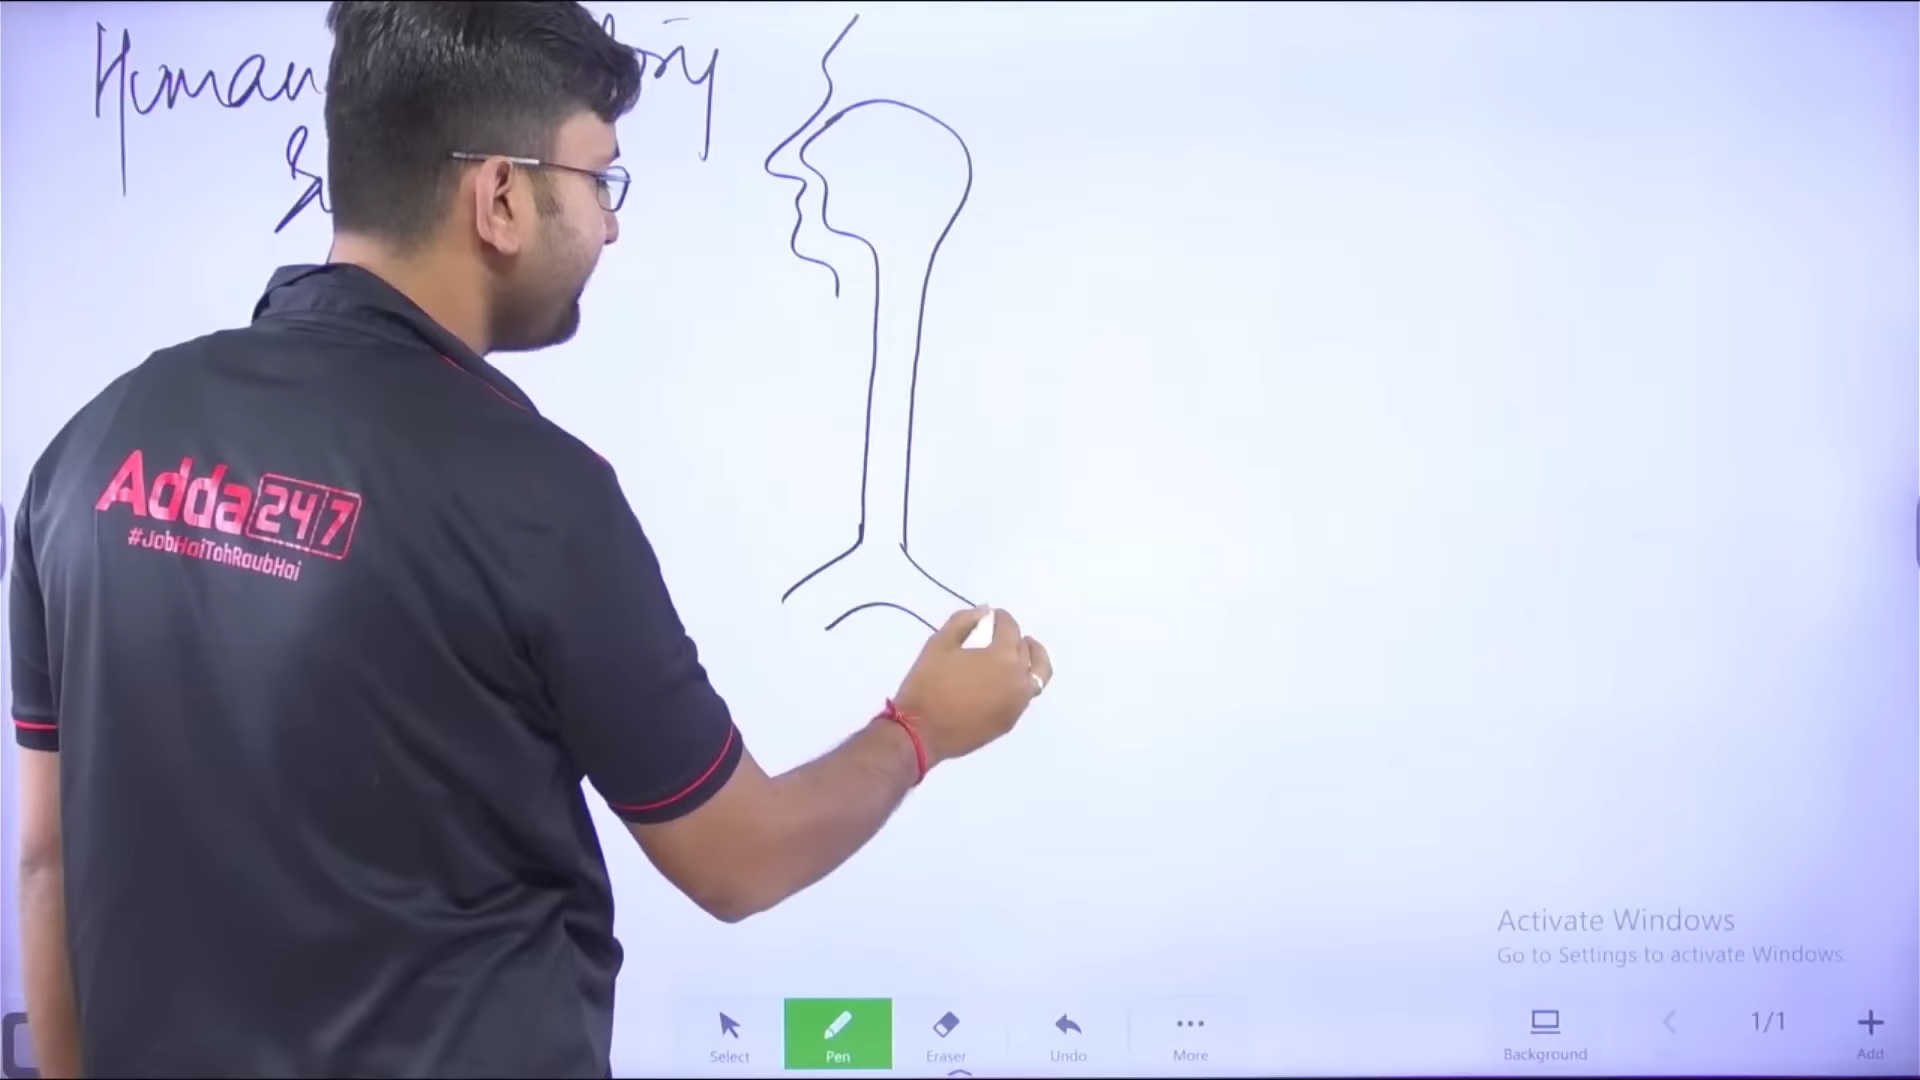 Human
Adda247
#JobHaiTohRaubHai
Activate Windows
Go to Settings to activate Windows.
Select
Pen
Eraser
Undo
More
Background
1/1
Add